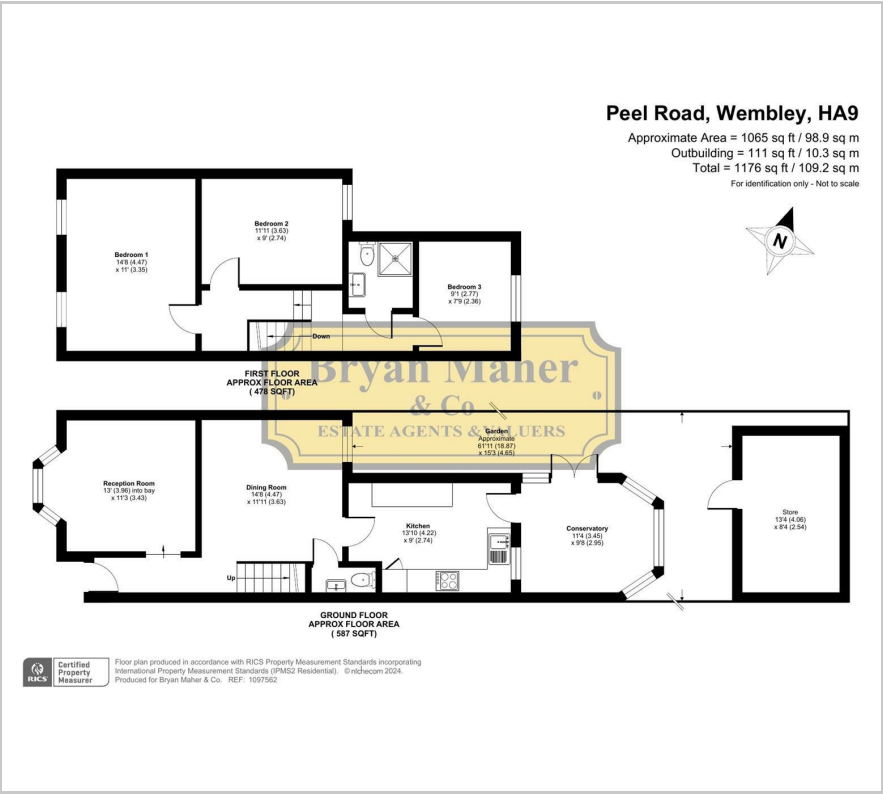 Peel Road, Wembley, HA9
Approximate Area = 1065 sq ft / 98.9 sq m
Outbuilding = 111 sq ft / 10.3 sq m
Total = 1176 sq ft / 109.2 sq m
For identification only - Not to scale
N
Bedroom 1
14'8 (4.47)
x 11' (3.35)
Bedroom 2
11'11 (3.63)
x 9' (2.74)
Bedroom 3
9'1 (2.77)
x 7'9 (2.36)
Down
FIRST FLOOR
APPROX FLOOR AREA
( 478 SQFT)
Bryan Maher
& Co
ESTATE AGENTS & VALUERS
Garden
Approximate
61'11 (18.87)
x 15'3 (4.65)
Reception Room
13' (3.96) into bay
x 11'3 (3.43)
Dining Room
14'8 (4.47)
x 11'11 (3.63)
Kitchen
13'10 (4.22)
x 9' (2.74)
Conservatory
11'4 (3.45)
x 9'8 (2.95)
Store
13'4 (4.06)
x 8'4 (2.54)
Up
GROUND FLOOR
APPROX FLOOR AREA
( 587 SQFT)
RICS
Certified
Property
Measurer
Floor plan produced in accordance with RICS Property Measurement Standards incorporating
International Property Measurement Standards (IPMS2 Residential). © nichecom 2024.
Produced for Bryan Maher & Co. REF: 1097562